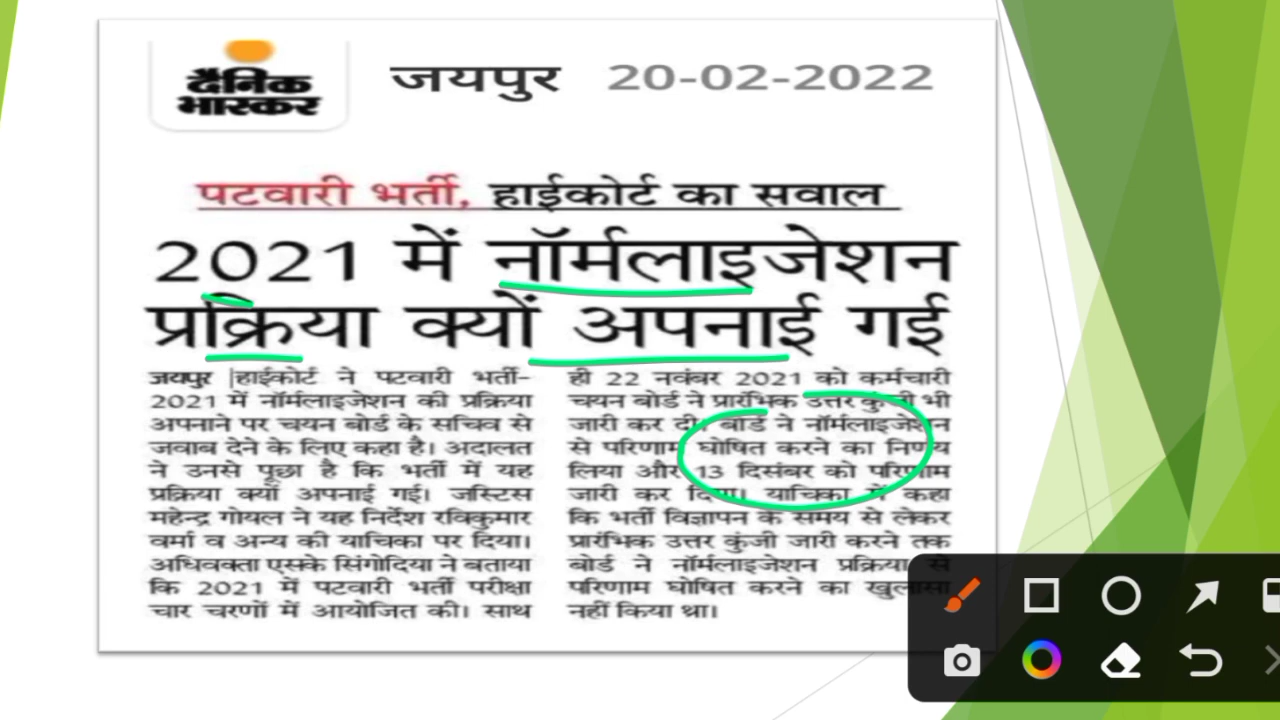 दैनिक
भास्कर
जयपुर 20-02-2022
पटवारी भर्ती, हाईकोर्ट का सवाल
2021 में नॉर्मलाइजेशन
प्रक्रिया क्यों अपनाई गई
जयपुर |हाईकोर्ट ने पटवारी भर्ती-
2021 में नॉर्मलाइजेशन की प्रक्रिया
अपनाने पर चयन बोर्ड के सचिव से
जवाब देने के लिए कहा है। अदालत
ने उनसे पूछा है कि भर्ती में यह
प्रक्रिया क्यों अपनाई गई। जस्टिस
महेन्द्र गोयल ने यह निर्देश रविकुमार
वर्मा व अन्य की याचिका पर दिया।
अधिवक्ता एसके सिंगोदिया ने बताया
कि 2021 में पटवारी भर्ती परीक्षा
चार चरणों में आयोजित की। साथ
ही 22 नवंबर 2021 को कर्मचारी
चयन बोर्ड ने प्रारंभिक उत्तर कुंजी भी
जारी कर दी। बोर्ड ने नॉर्मलाइजेशन
से परिणाम घोषित करने का निर्णय
लिया और 13 दिसंबर को परिणाम
जारी कर दिया। याचिका में कहा
कि भर्ती विज्ञापन के समय से लेकर
प्रारंभिक उत्तर कुंजी जारी करने तक
बोर्ड ने नॉर्मलाइजेशन प्रक्रिया से
परिणाम घोषित करने का खुलासा
नहीं किया था।